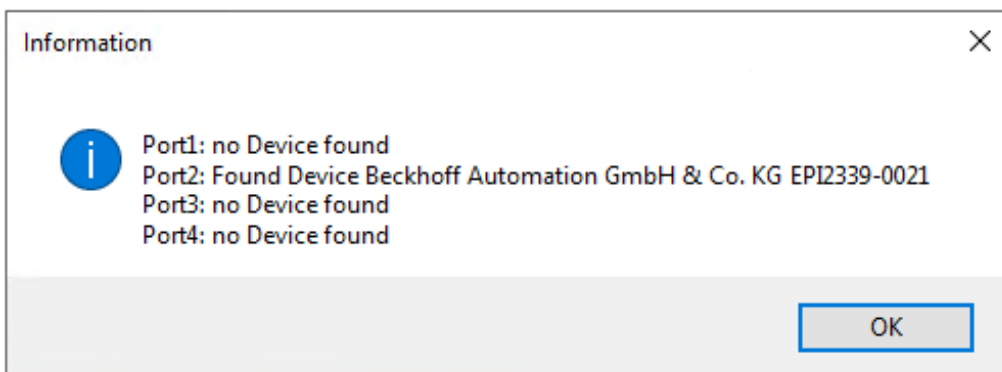 Information
Port1: no Device found
Port2: Found Device Beckhoff Automation GmbH & Co. KG EPI2339-0021
Port3: no Device found
Port4: no Device found
OK